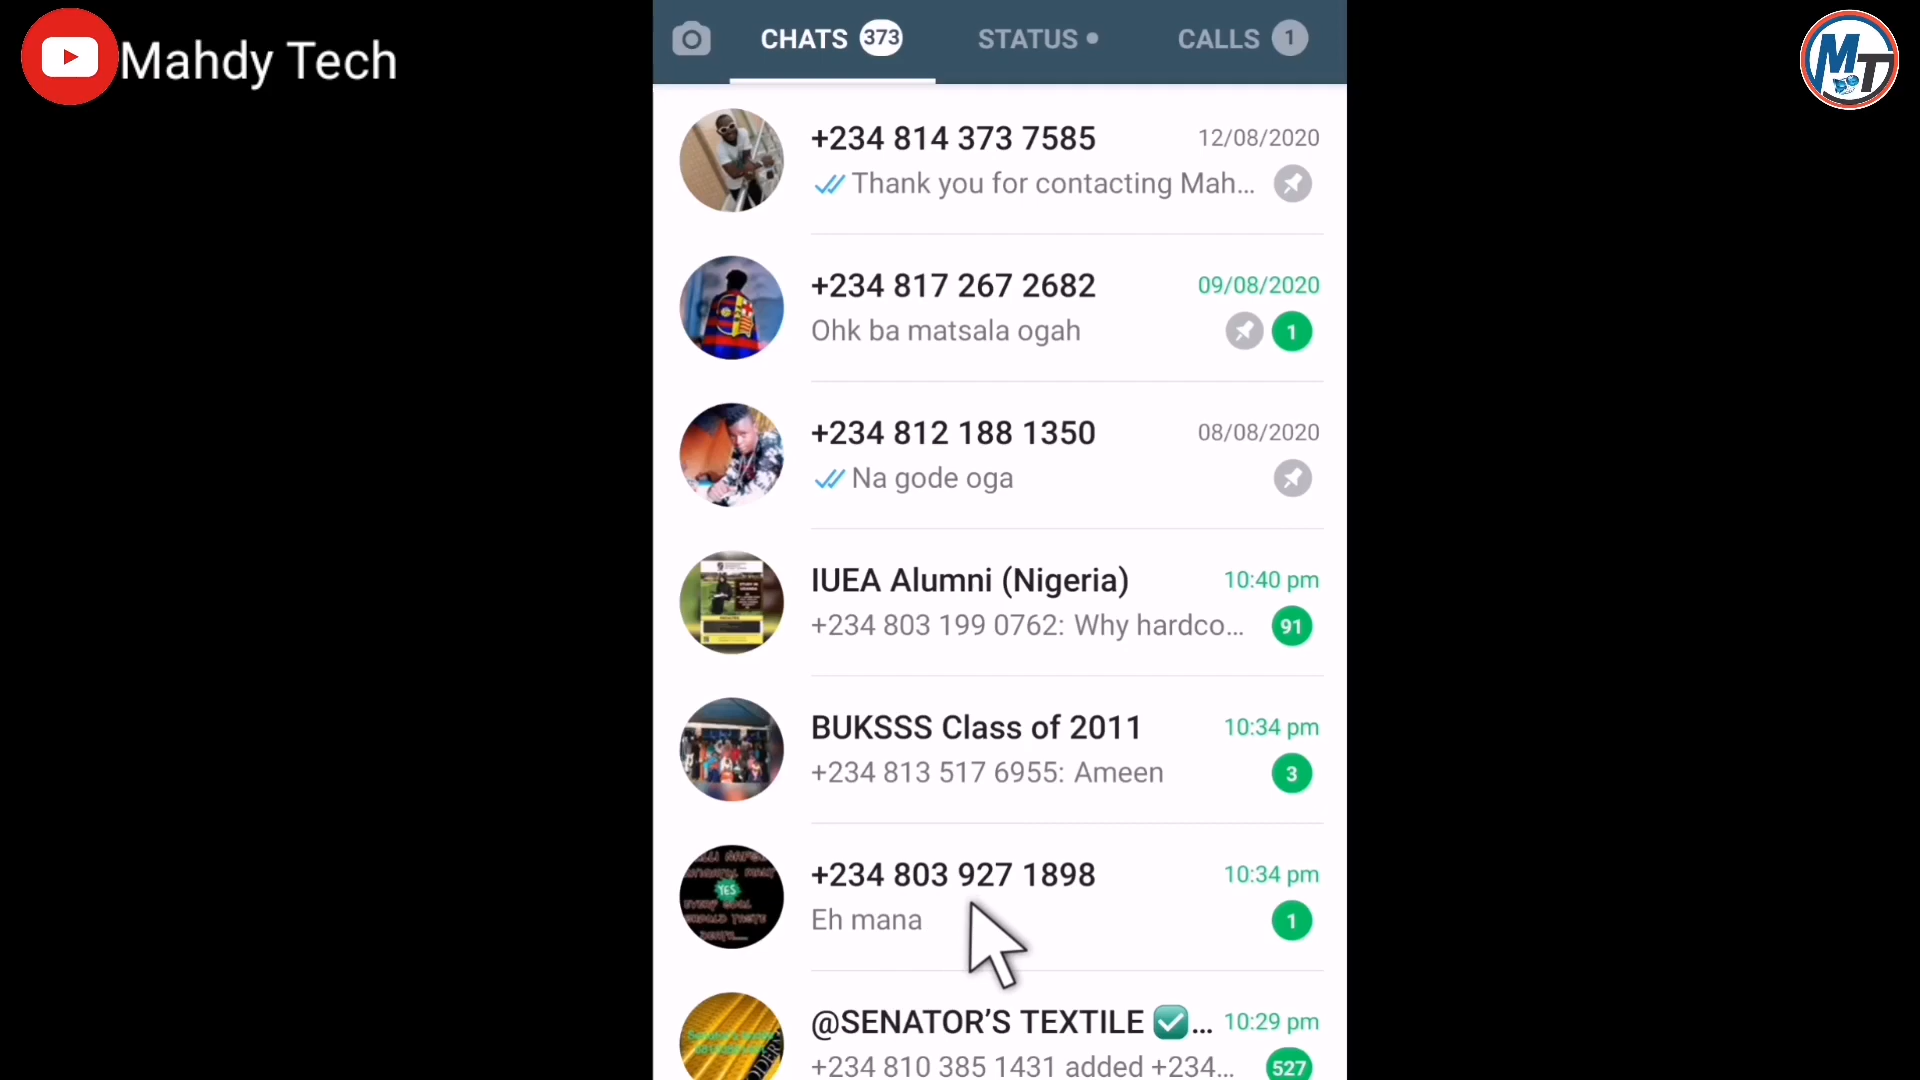 Mahdy Tech
MT
CHATS 373 STATUS CALLS 1
+234 814 373 7585 12/08/2020
Thank you for contacting Mah...
+234 817 267 2682 09/08/2020
Ohk ba matsala ogah 1
+234 812 188 1350 08/08/2020
Na gode oga
IUEA Alumni (Nigeria) 10:40 pm
+234 803 199 0762: Why hardco... 91
BUKSSS Class of 2011 10:34 pm
+234 813 517 6955: Ameen 3
+234 803 927 1898 10:34 pm
Eh mana 1
YES
@SENATOR’S TEXTILE ✅... 10:29 pm
+234 810 385 1431 added +234... 527